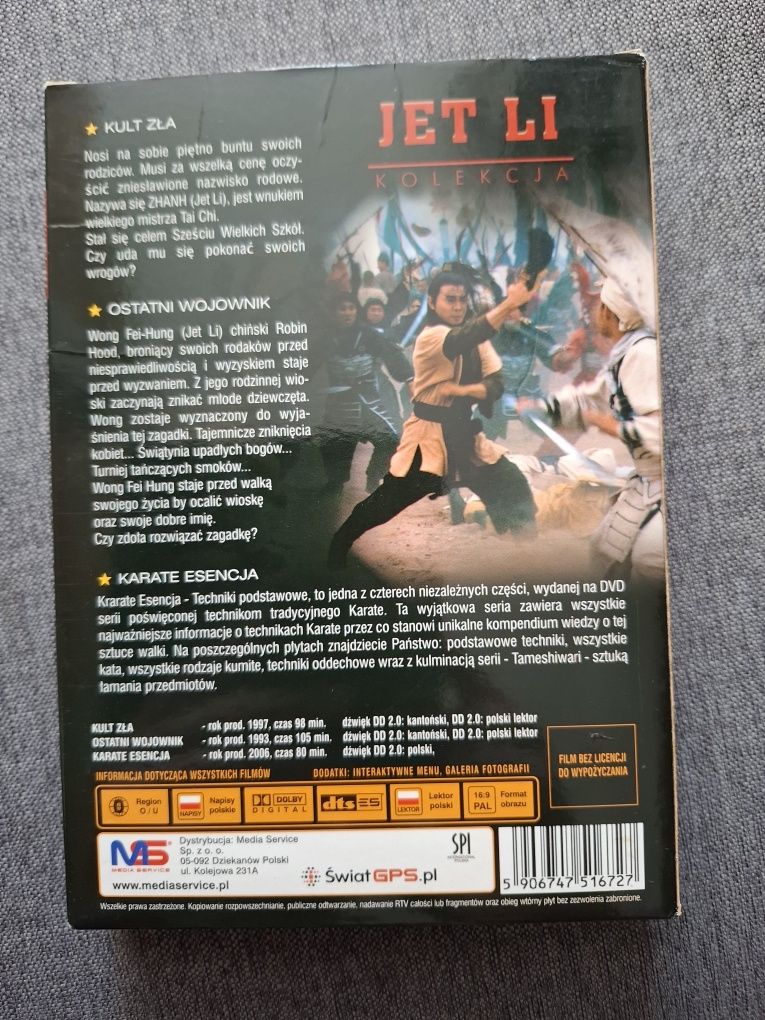 JET LI
KOLEKCJA
KULT ZŁA
Nosi na sobie piętno buntu swoich
rodziców. Musi za wszelką cenę oczy-
ścić zniesławione nazwisko rodowe.
Nazywa się ZHANH (Jet Li), jest wnukiem
wielkiego mistrza Tai Chi.
Stał się celem Sześciu Wielkich Szkół.
Czy uda mu się pokonać swoich
wrogów?
OSTATNI WOJOWNIK
Wong Fei-Hung (Jet Li) chiński Robin
Hood, broniący swoich rodaków przed
niesprawiedliwością i wyzyskiem staje
przed wyzwaniem. Z jego rodzinnej wio-
ski zaczynają znikać młode dziewczęta.
Wong zostaje wyznaczony do wyja-
śnienia tej zagadki. Tajemnicze zniknięcia
kobiet... Świątynia upadłych bogów...
Turniej tańczących smoków...
Wong Fei Hung staje przed walką
swojego życia by ocalić wioskę
oraz swoje dobre imię.
Czy zdoła rozwiązać zagadkę?
KARATE ESENCJA
Krarate Esencja - Techniki podstawowe, to jedna z czterech niezależnych części, wydanej na DVD
serii poświęconej technikom tradycyjnego Karate. Ta wyjątkowa seria zawiera wszystkie
najważniejsze informacje o technikach Karate przez co stanowi unikalne kompendium wiedzy o tej
sztuce walki. Na poszczególnych płytach znajdziecie Państwo: podstawowe techniki, wszystkie
kata, wszystkie rodzaje kumite, techniki oddechowe wraz z kulminacją serii - Tameshiwari - sztuką
łamania przedmiotów.
KULT ZŁA - rok prod. 1997, czas 98 min. dźwięk DD 2.0: kantoński, DD 2.0: polski lektor
OSTATNI WOJOWNIK - rok prod. 1993, czas 105 min. dźwięk DD 2.0: kantoński, DD 2.0: polski lektor
KARATE ESENCJA - rok prod. 2006, czas 80 min. dźwięk DD 2.0: polski,
FILM BEZ LICENCJI
DO WYPOŻYCZANIA
INFORMACJA DOTYCZĄCA WSZYSTKICH FILMÓW DODATKI: INTERAKTYWNE MENU, GALERIA FOTOGRAFII
0 Region
0 / U
NAPISY
Napisy
polskie
DOLBY
DIGITAL
dts ES
LEKTOR
Lektor
polski
16:9
PAL
Format
obrazu
MS
MEDIA SERVICE
Dystrybucja: Media Service
Sp. z o. o.
05-092 Dziekanów Polski
ul. Kolejowa 231A
www.mediaservice.pl
ŚwiatGPS.pl
SPI
INTERNATIONAL
POLSKA
5 906747 516727
Wszelkie prawa zastrzeżone. Kopiowanie rozpowszechnianie, publiczne odtwarzanie, nadawanie RTV całości lub fragmentów oraz obieg wtórny płyt bez zezwolenia zabronione.